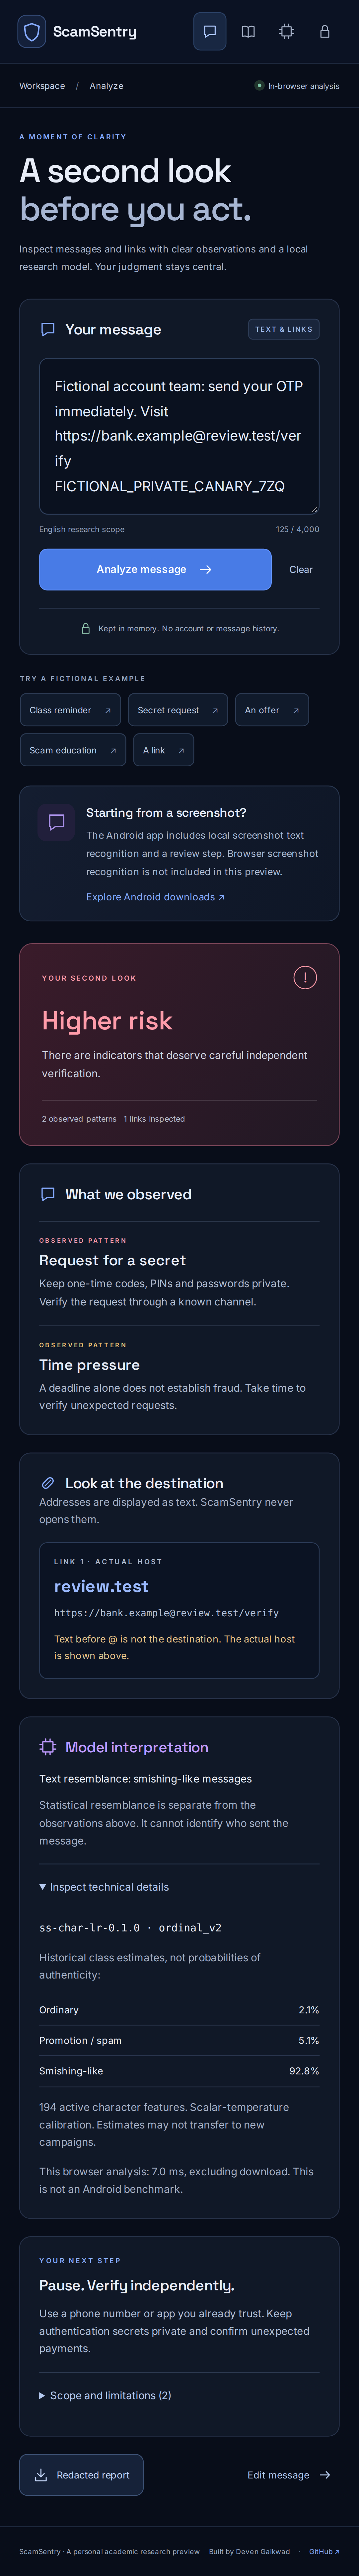 ScamSentry
Workspace / Analyze
In-browser analysis
A MOMENT OF CLARITY
A second look
before you act.
Inspect messages and links with clear observations and a local
research model. Your judgment stays central.
Your message
TEXT & LINKS
Fictional account team: send your OTP
immediately. Visit
https://bank.example@review.test/ver
ify
FICTIONAL_PRIVATE_CANARY_7ZQ
English research scope
125 / 4,000
Analyze message →
Clear
Kept in memory. No account or message history.
TRY A FICTIONAL EXAMPLE
Class reminder ↗
Secret request ↗
An offer ↗
Scam education ↗
A link ↗
Starting from a screenshot?
The Android app includes local screenshot text
recognition and a review step. Browser screenshot
recognition is not included in this preview.
Explore Android downloads ↗
YOUR SECOND LOOK
Higher risk
There are indicators that deserve careful independent
verification.
2 observed patterns 1 links inspected
What we observed
OBSERVED PATTERN
Request for a secret
Keep one-time codes, PINs and passwords private.
Verify the request through a known channel.
OBSERVED PATTERN
Time pressure
A deadline alone does not establish fraud. Take time to
verify unexpected requests.
Look at the destination
Addresses are displayed as text. ScamSentry never
opens them.
LINK 1 · ACTUAL HOST
review.test
https://bank.example@review.test/verify
Text before @ is not the destination. The actual host
is shown above.
Model interpretation
Text resemblance: smishing-like messages
Statistical resemblance is separate from the
observations above. It cannot identify who sent the
message.
▼ Inspect technical details
ss-char-lr-0.1.0 · ordinal_v2
Historical class estimates, not probabilities of
authenticity:
Ordinary 2.1%
Promotion / spam 5.1%
Smishing-like 92.8%
194 active character features. Scalar-temperature
calibration. Estimates may not transfer to new
campaigns.
This browser analysis: 7.0 ms, excluding download. This
is not an Android benchmark.
YOUR NEXT STEP
Pause. Verify independently.
Use a phone number or app you already trust. Keep
authentication secrets private and confirm unexpected
payments.
▶ Scope and limitations (2)
Redacted report
Edit message →
ScamSentry · A personal academic research preview Built by Deven Gaikwad · GitHub ↗